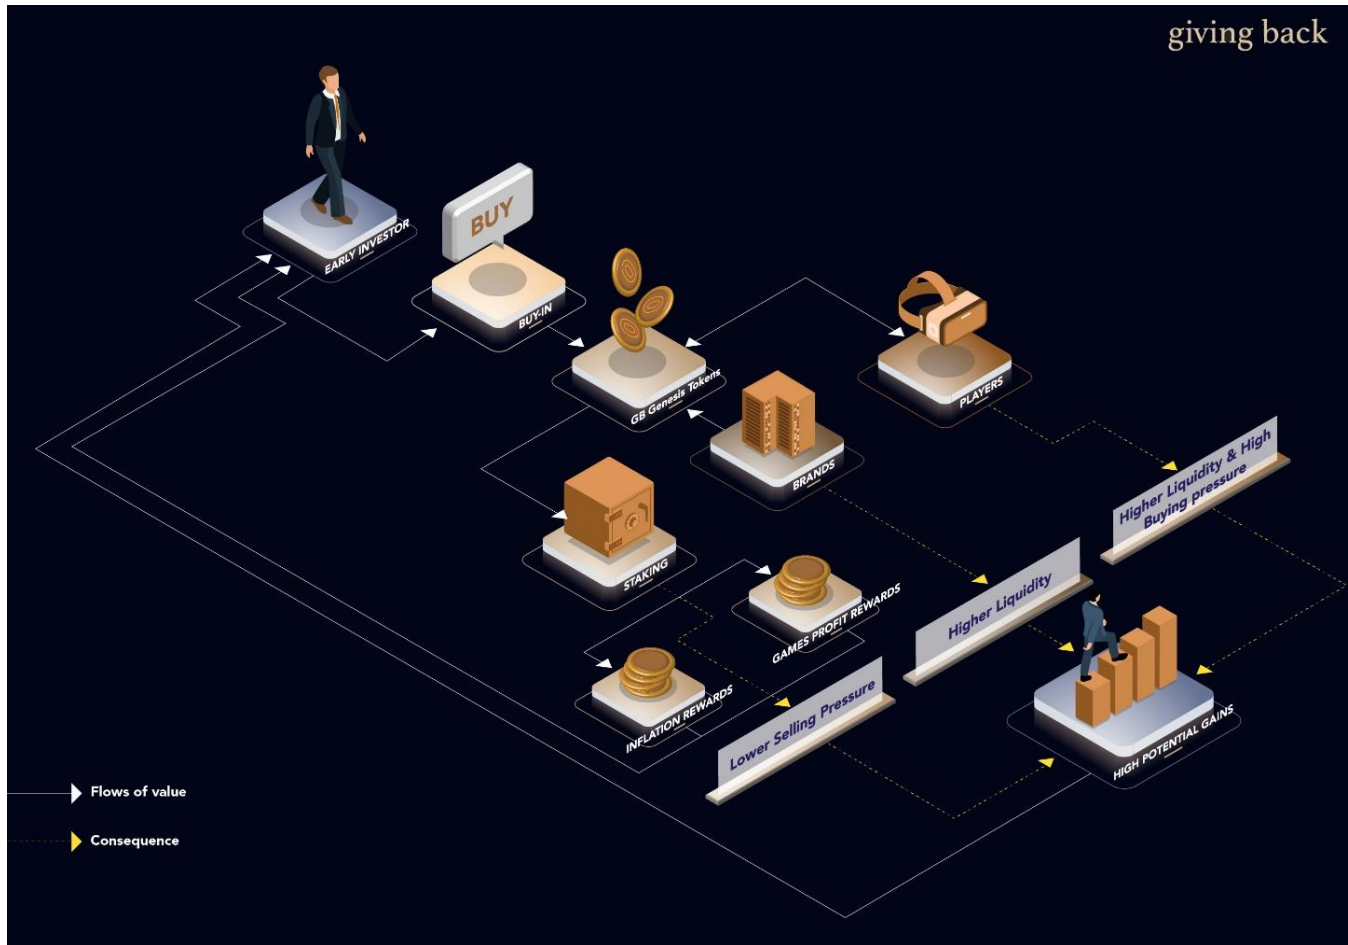 giving back
EARLY INVESTOR
BUY
BUY-IN
GB Genesis Tokens
PLAYERS
BRANDS
Higher Liquidity & High
Buying pressure
STAKING
Higher Liquidity
GAMES PROFIT REWARDS
INFLATION REWARDS
Lower Selling Pressure
HIGH POTENTIAL GAINS
Flows of value
Consequence